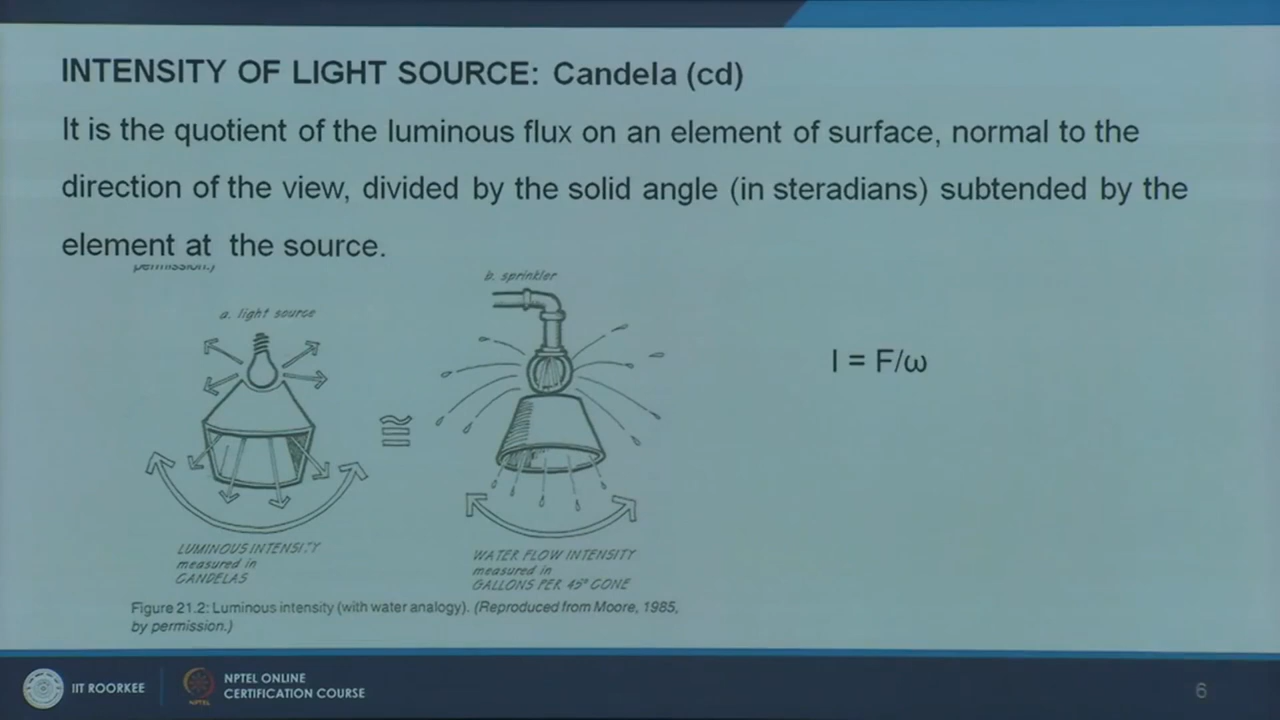 INTENSITY OF LIGHT SOURCE: Candela (cd)
It is the quotient of the luminous flux on an element of surface, normal to the
direction of the view, divided by the solid angle (in steradians) subtended by the
element at the source.
permission.)
a. light source
b. sprinkler
I = F/ω
≅
LUMINOUS INTENSITY
measured in
CANDELAS
WATER FLOW INTENSITY
measured in
GALLONS PER 45° CONE
Figure 21.2: Luminous intensity (with water analogy). (Reproduced from Moore, 1985,
by permission.)
IIT ROORKEE
NPTEL
NPTEL ONLINE
CERTIFICATION COURSE
6